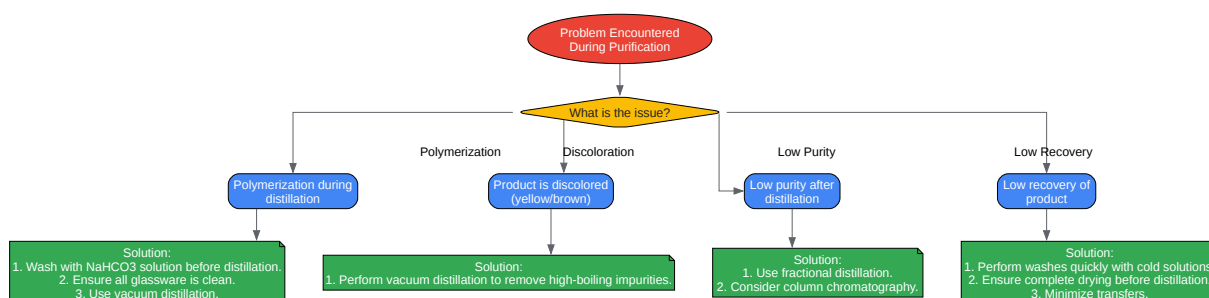 Problem Encountered
During Purification
What is the issue?
Polymerization
Discoloration
Low Purity
Low Recovery
Polymerization during
distillation
Product is discolored
(yellow/brown)
Low purity after
distillation
Low recovery of
product
Solution:
1. Wash with NaHCO3 solution before distillation.
2. Ensure all glassware is clean.
3. Use vacuum distillation.
Solution:
1. Perform vacuum distillation to remove high-boiling impurities.
Solution:
1. Use fractional distillation.
2. Consider column chromatography.
Solution:
1. Perform washes quickly with cold solutions
2. Ensure complete drying before distillation
3. Minimize transfers.